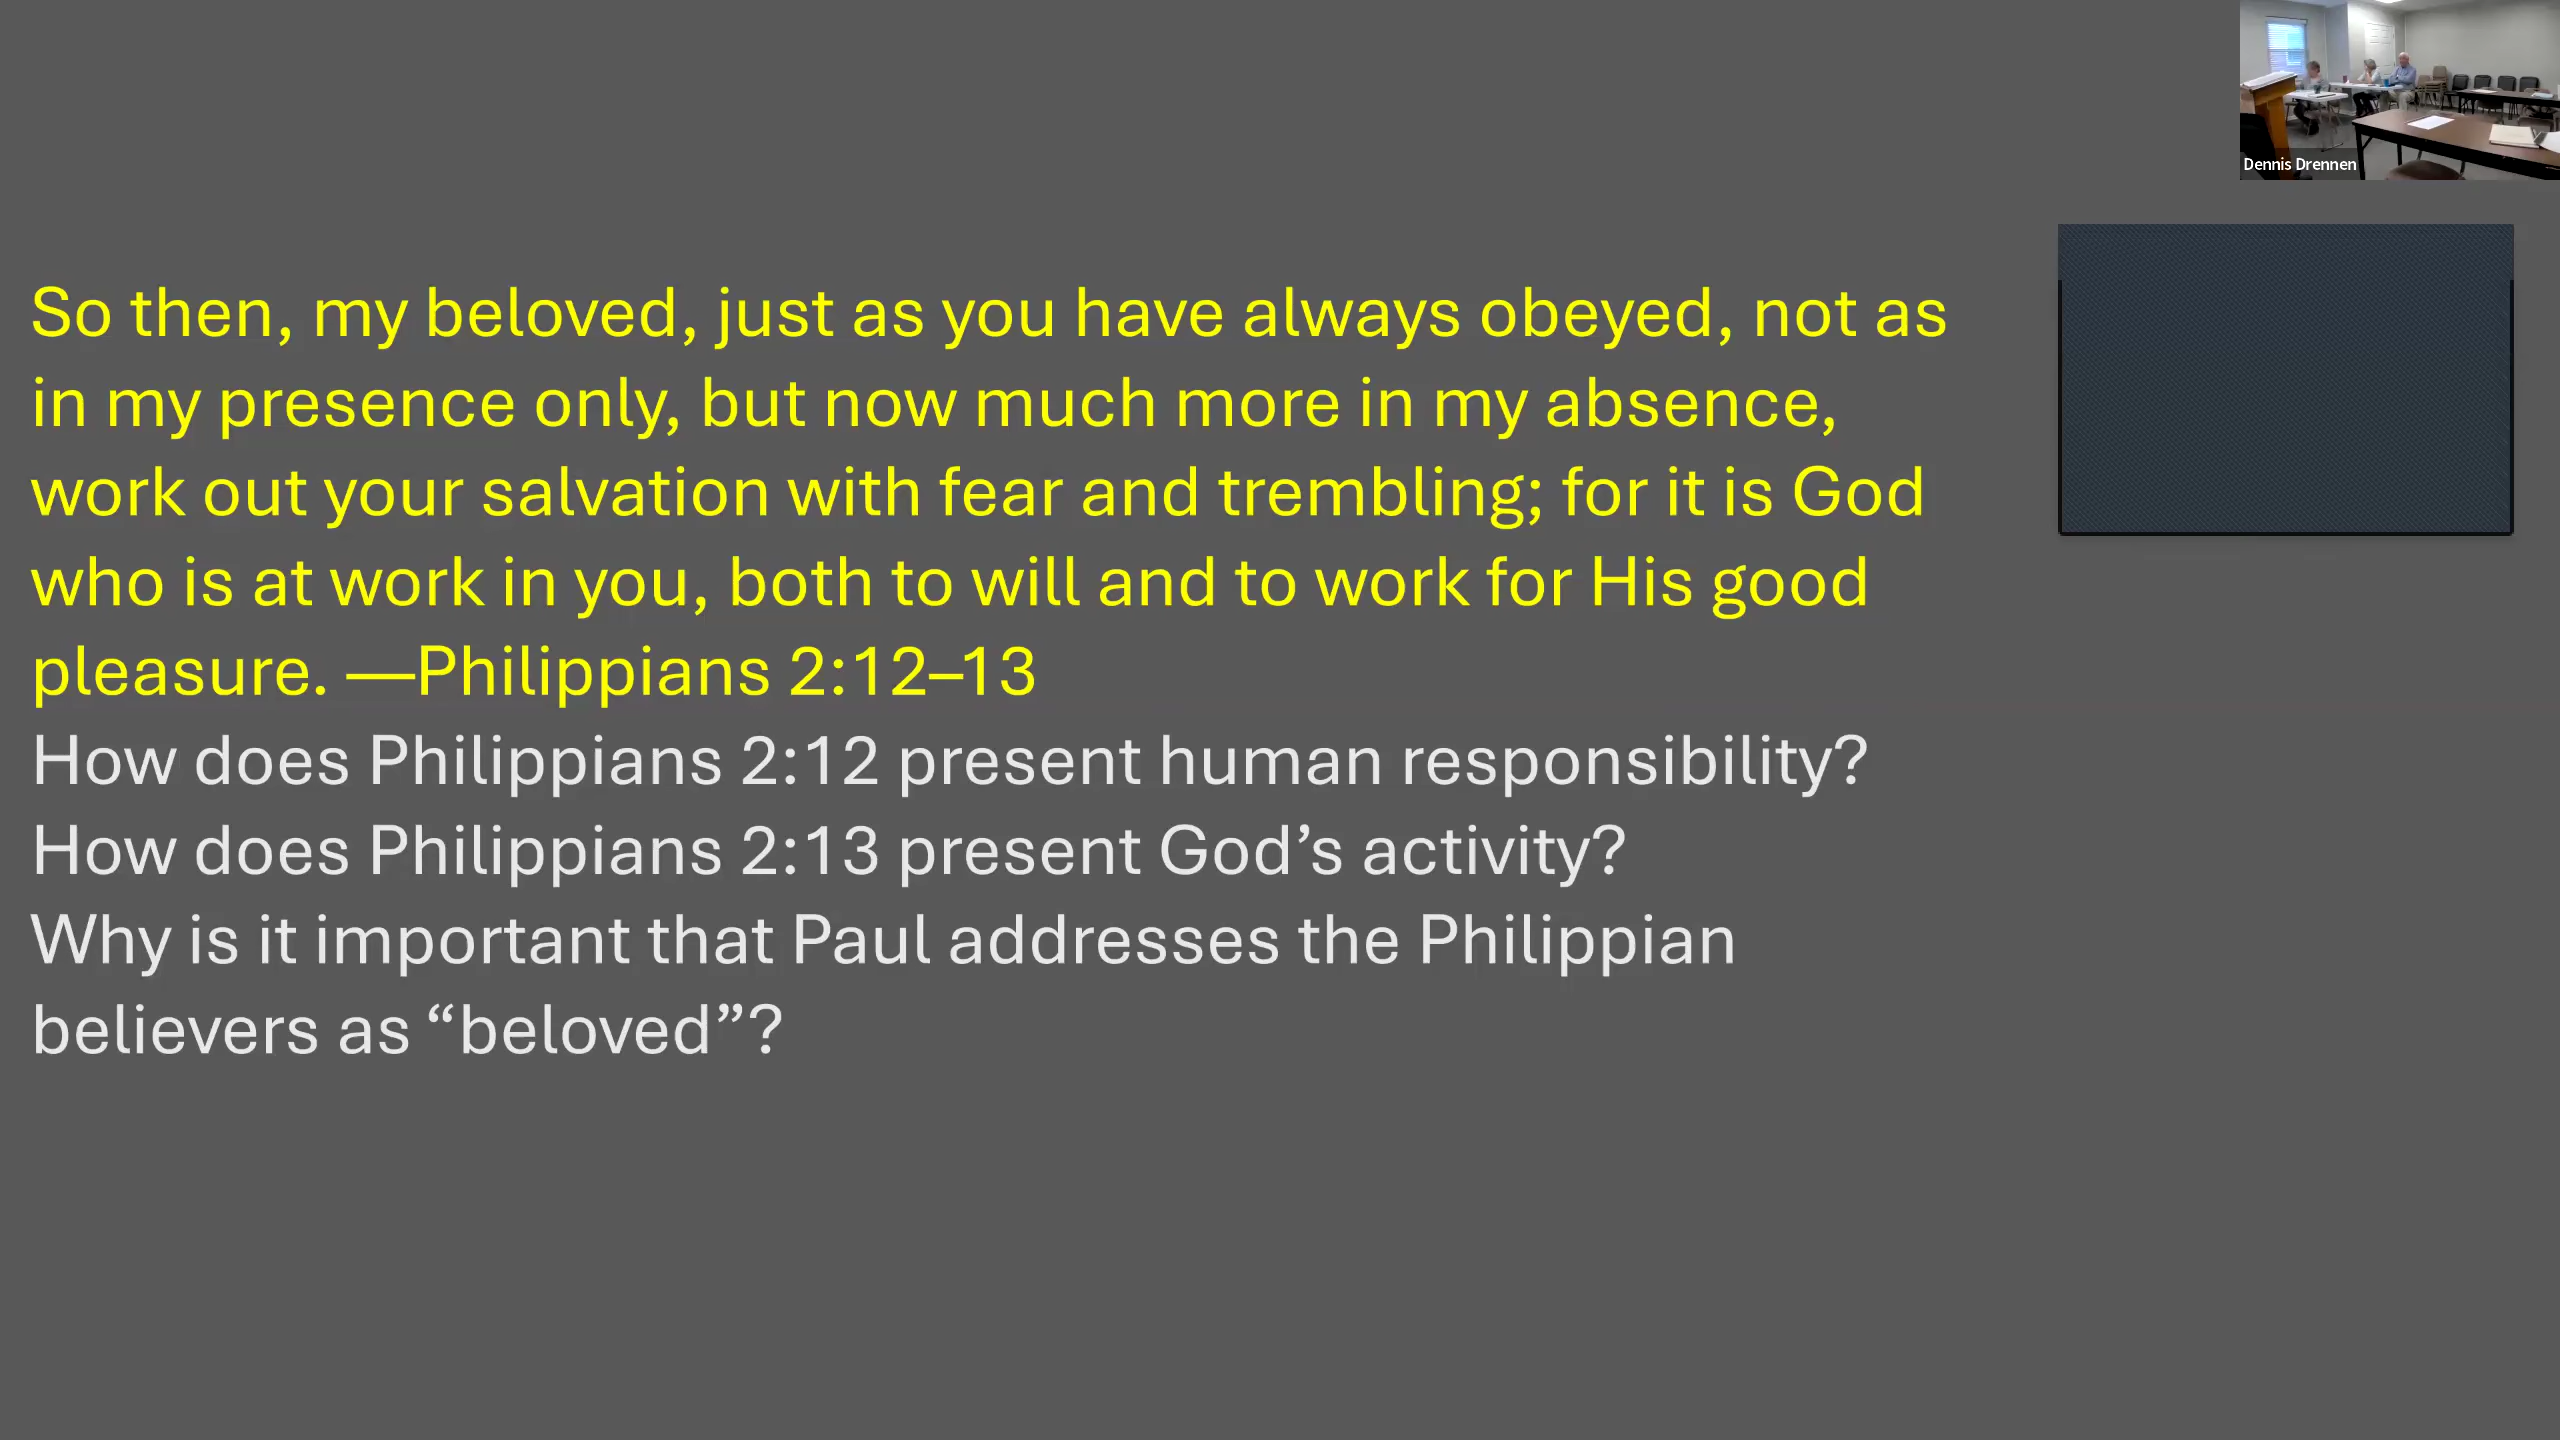 Dennis Drennen
So then, my beloved, just as you have always obeyed, not as
in my presence only, but now much more in my absence,
work out your salvation with fear and trembling; for it is God
who is at work in you, both to will and to work for His good
pleasure. —Philippians 2:12–13
How does Philippians 2:12 present human responsibility?
How does Philippians 2:13 present God’s activity?
Why is it important that Paul addresses the Philippian
believers as “beloved”?